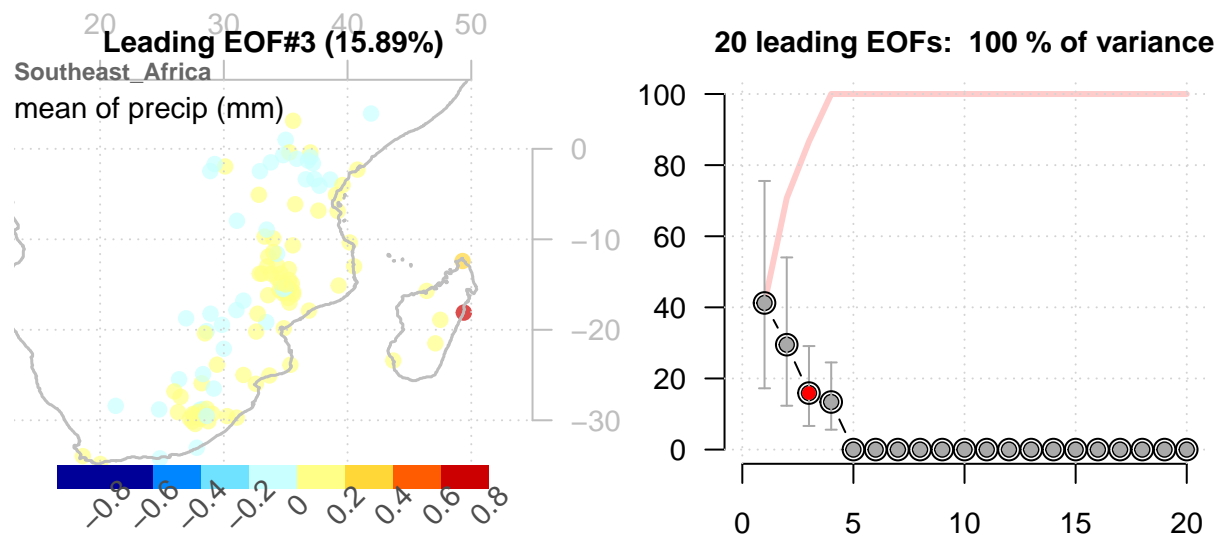 20 30 40 50
Leading EOF#3 (15.89%)
Southeast_Africa
mean of precip (mm)
0
−10
−20
−30
−0.8 −0.6 −0.4 −0.2 0 0.2 0.4 0.6 0.8
20 leading EOFs: 100 % of variance
100
80
60
40
20
0
0 5 10 15 20